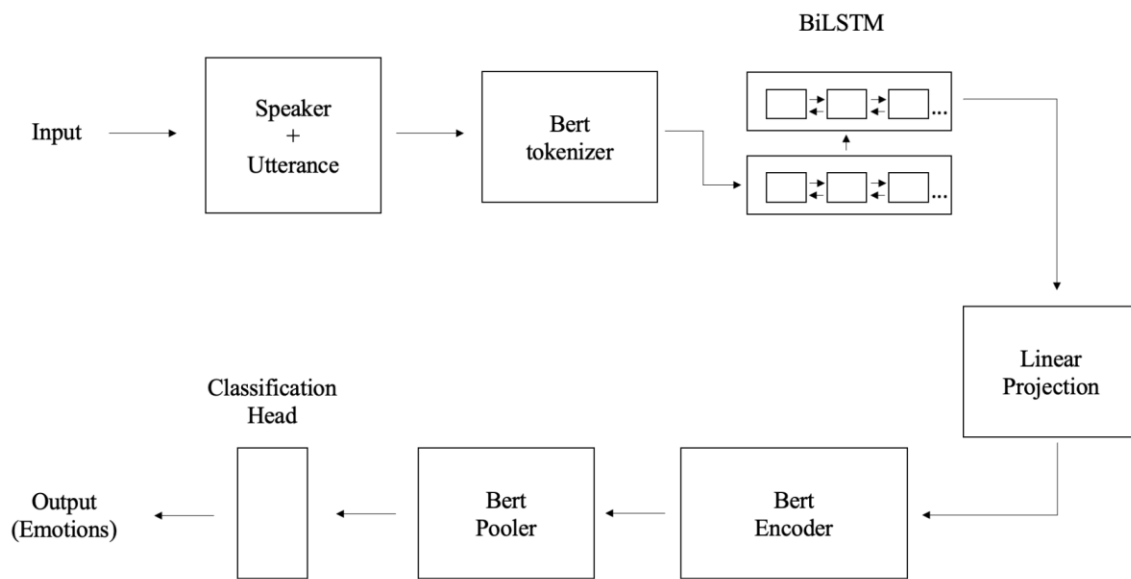 BiLSTM
Input
Speaker
+
Utterance
Bert
tokenizer
...
...
Linear
Projection
Bert
Encoder
Bert
Pooler
Classification
Head
Output
(Emotions)